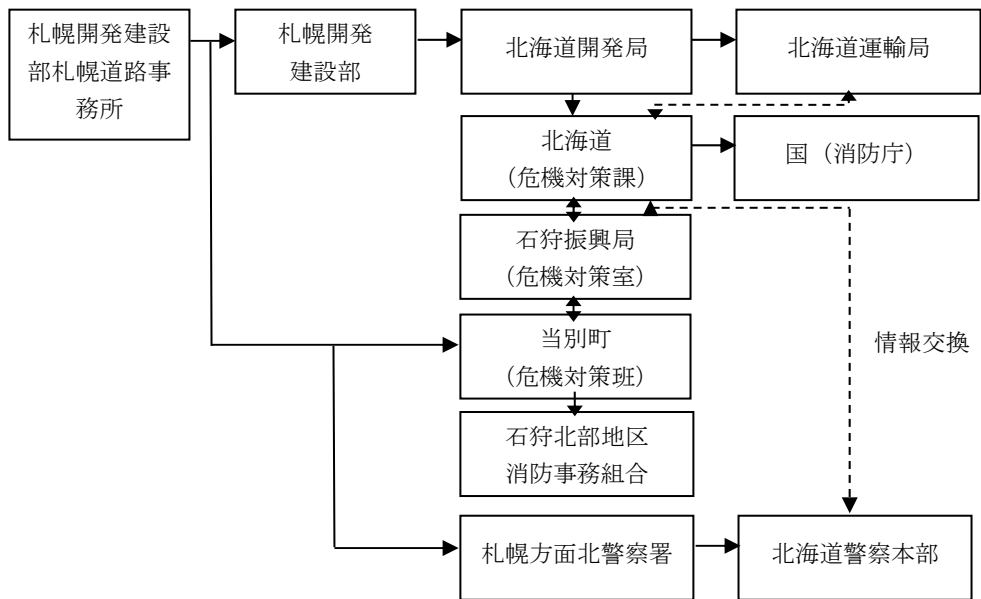 札幌開発建設
部札幌道路事
務所
札幌開発
建設部
北海道開発局
北海道運輸局
北海道
（危機対策課）
国（消防庁）
石狩振興局
（危機対策室）
当別町
（危機対策班）
情報交換
石狩北部地区
消防事務組合
札幌方面北警察署
北海道警察本部